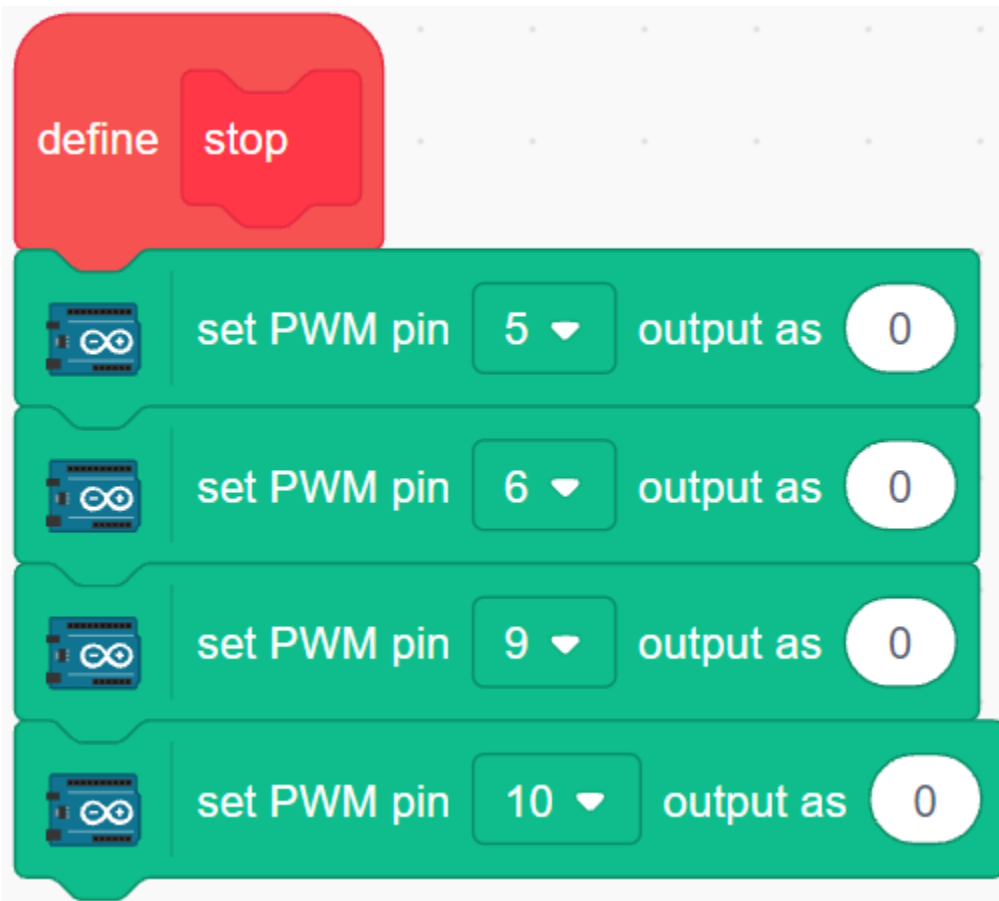 define stop
set PWM pin 5 output as 0
set PWM pin 6 output as 0
set PWM pin 9 output as 0
set PWM pin 10 output as 0